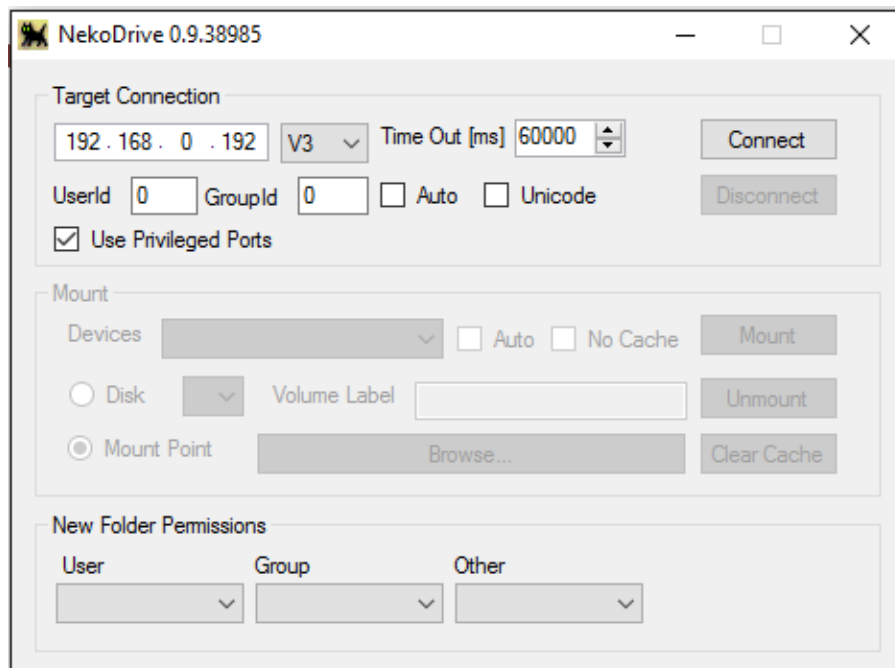 NekoDrive 0.9.38985
Target Connection
192 . 168 . 0 . 192 V3 Time Out [ms] 60000 Connect
UserId 0 GroupId 0 Auto Unicode Disconnect
Use Privileged Ports
Mount
Devices Auto No Cache Mount
Disk Volume Label Unmount
Mount Point Browse... Clear Cache
New Folder Permissions
User Group Other